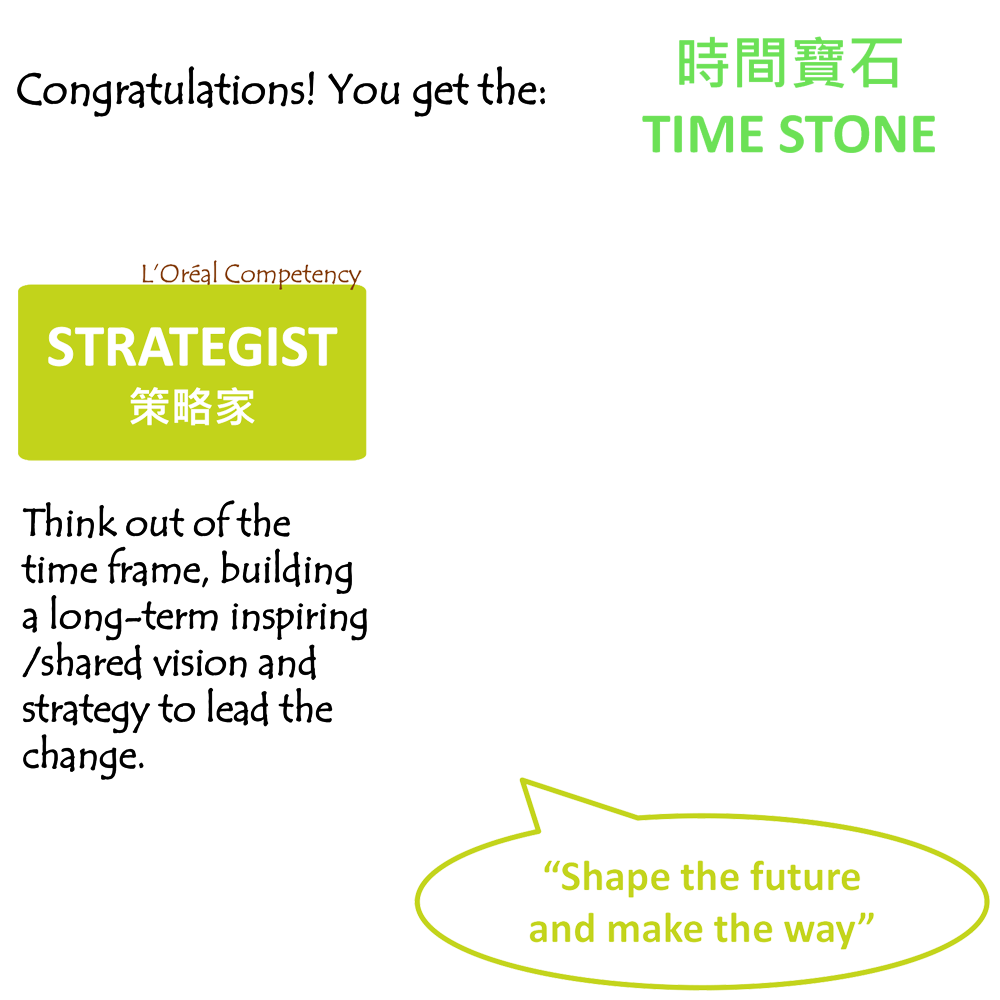 Congratulations! You get the:
時間寶石
TIME STONE
L’Oréal Competency
STRATEGIST
策略家
Think out of the
time frame, building
a long-term inspiring
/shared vision and
strategy to lead the
change.
“Shape the future
and make the way”